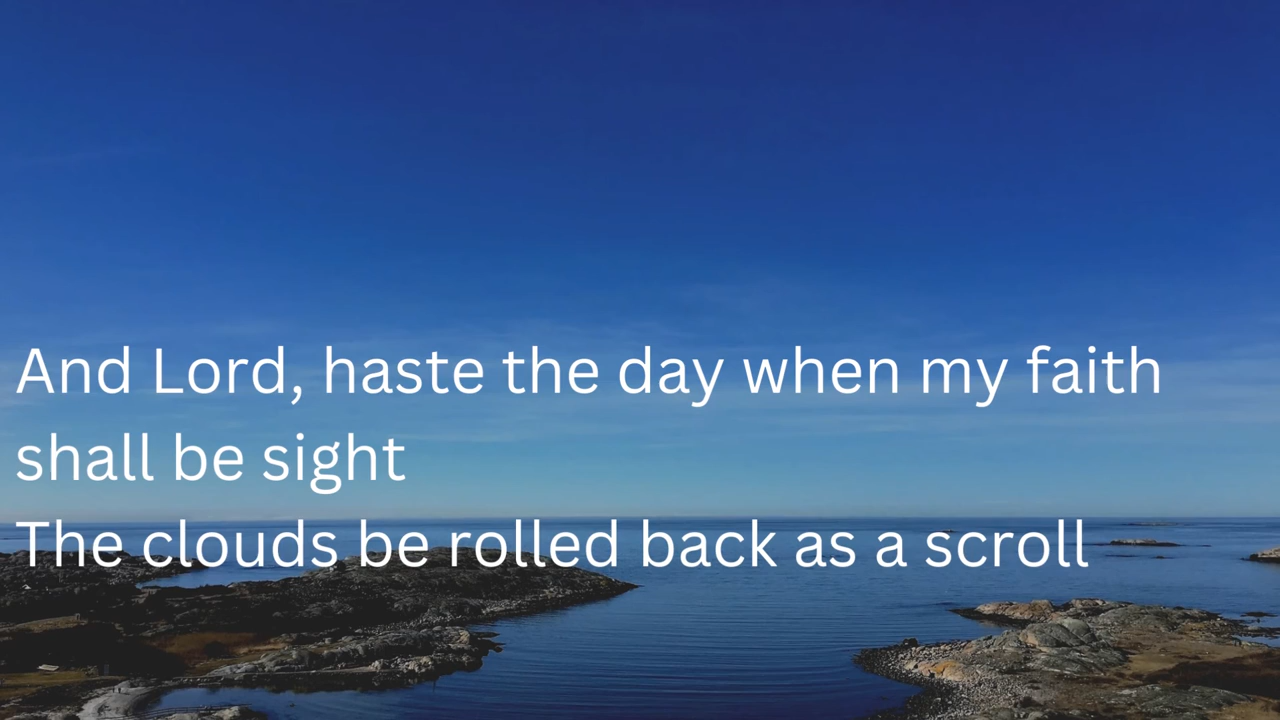 And Lord, haste the day when my faith
shall be sight
The clouds be rolled back as a scroll